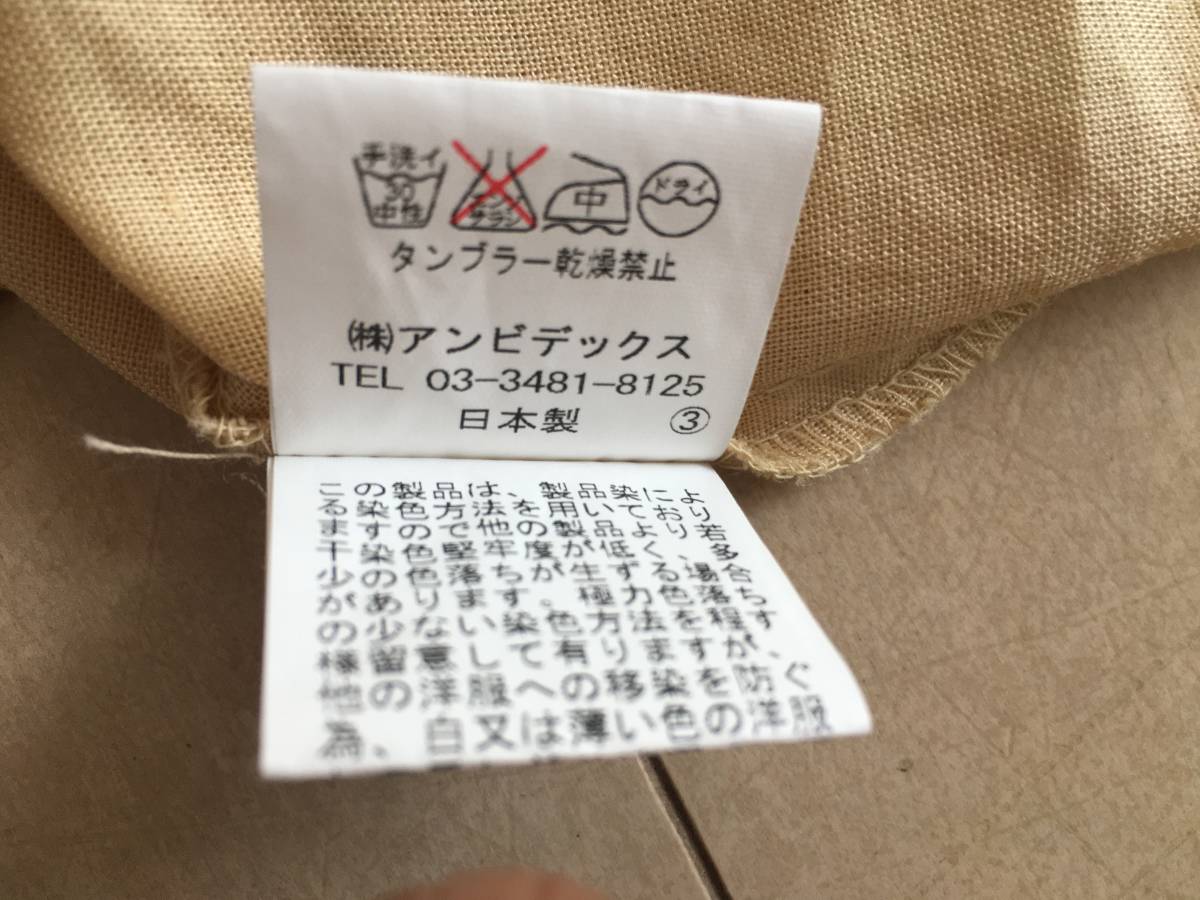 手洗イ
30
中性
エンソ
サラシ
中
ドライ
タンブラー乾燥禁止
㈱アンビデックス
TEL 03-3481-8125
日本製 ③
この製品は、製品染により
る染色方法を用いており
ますので他の製品より若
干染色堅牢度が低く、多
少の色落ちが生ずる場合
があります。極力色落ち
の少ない染色方法を程す
様留意して有りますが、
他の洋服への移染を防ぐ
為、白又は薄い色の洋服